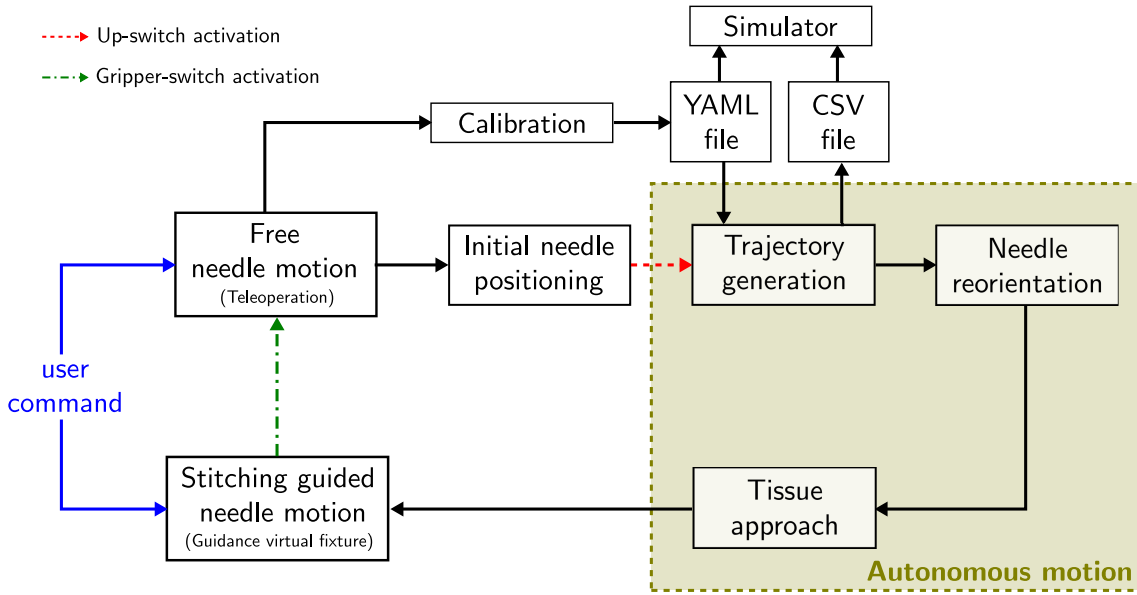 Up-switch activation
Gripper-switch activation
Simulator
YAML
file
CSV
file
Calibration
Free
needle motion
(Teleoperation)
Initial needle
positioning
Trajectory
generation
Needle
reorientation
user
command
Stitching guided
needle motion
(Guidance virtual fixture)
Tissue
approach
Autonomous motion